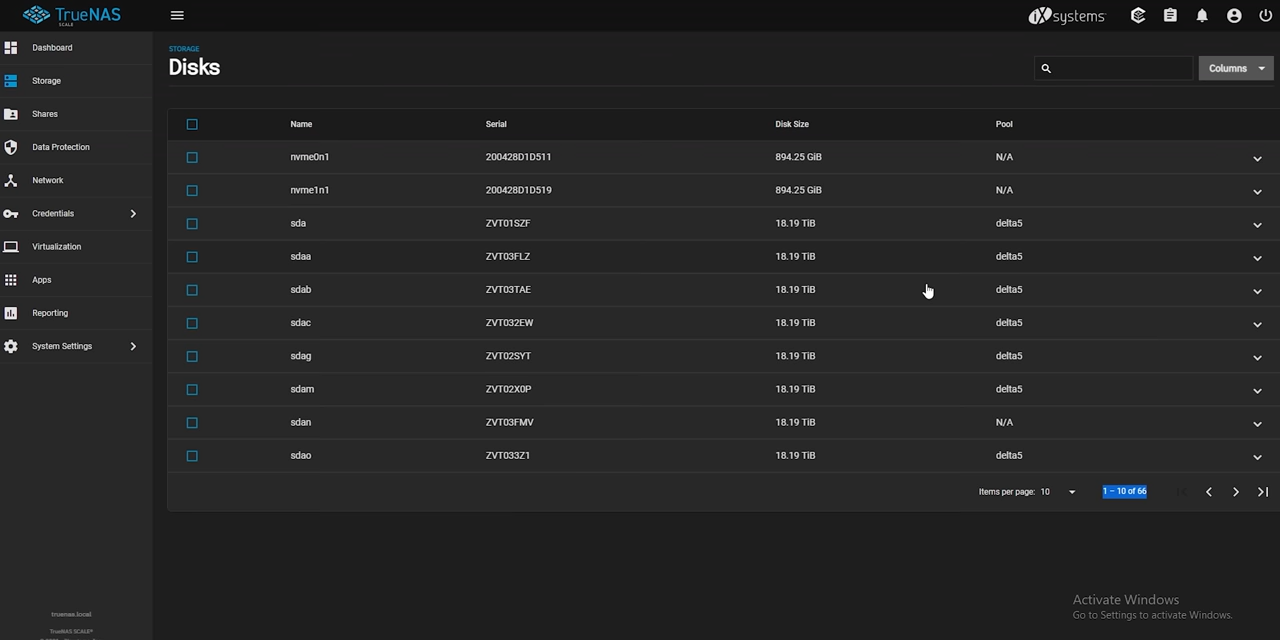 TrueNAS
SCALE
iXsystems
Dashboard
Storage
Shares
Data Protection
Network
Credentials
Virtualization
Apps
Reporting
System Settings
truenas.local
TrueNAS SCALE®
STORAGE
Disks
Columns
Name Serial Disk Size Pool
nvme0n1 200428D1D511 894.25 GiB N/A
nvme1n1 200428D1D519 894.25 GiB N/A
sda ZVT01SZF 18.19 TiB delta5
sdaa ZVT03FLZ 18.19 TiB delta5
sdab ZVT03TAE 18.19 TiB delta5
sdac ZVT032EW 18.19 TiB delta5
sdag ZVT02SYT 18.19 TiB delta5
sdam ZVT02X0P 18.19 TiB delta5
sdan ZVT03FMV 18.19 TiB N/A
sdao ZVT033Z1 18.19 TiB delta5
Items per page: 10 1 – 10 of 66
Activate Windows
Go to Settings to activate Windows.